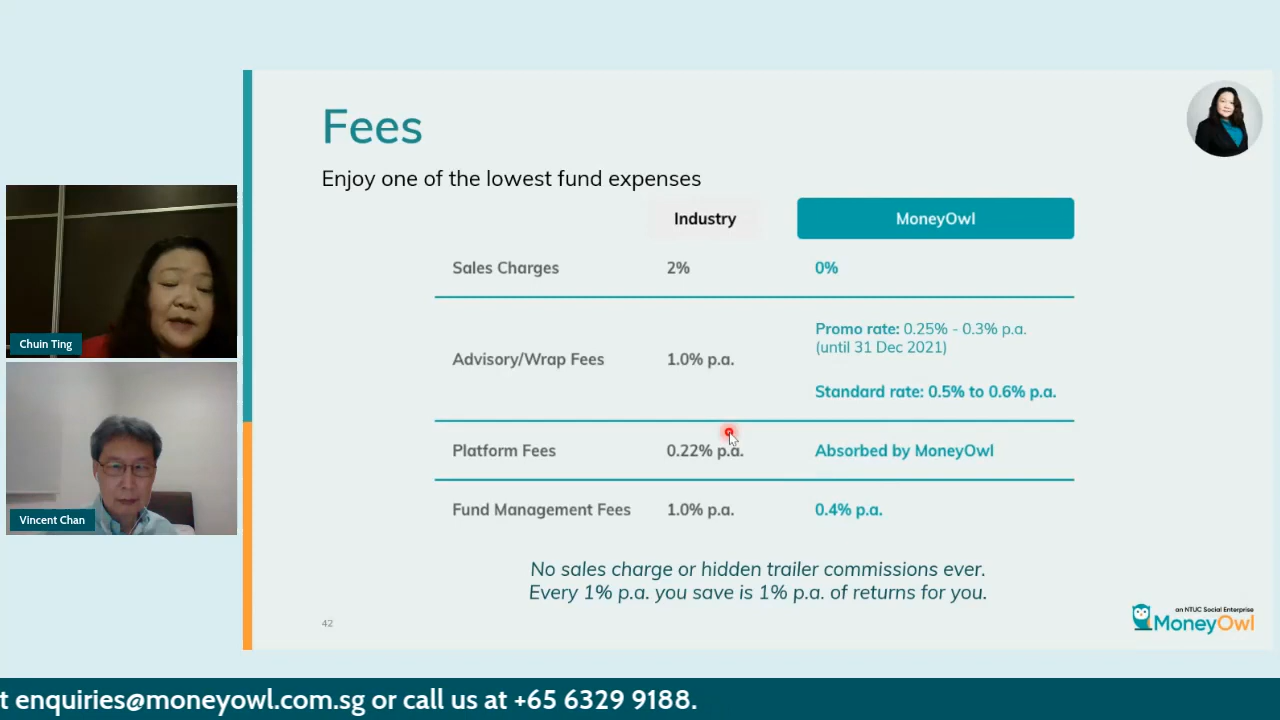 Fees
Enjoy one of the lowest fund expenses
Industry
MoneyOwl
Sales Charges
2%
0%
Advisory/Wrap Fees
1.0% p.a.
Promo rate: 0.25% - 0.3% p.a.
(until 31 Dec 2021)
Standard rate: 0.5% to 0.6% p.a.
Platform Fees
0.22% p.a.
Absorbed by MoneyOwl
Fund Management Fees
1.0% p.a.
0.4% p.a.
No sales charge or hidden trailer commissions ever.
Every 1% p.a. you save is 1% p.a. of returns for you.
42
an NTUC Social Enterprise
MoneyOwl
Chuin Ting
Vincent Chan
t enquiries@moneyowl.com.sg or call us at +65 6329 9188.